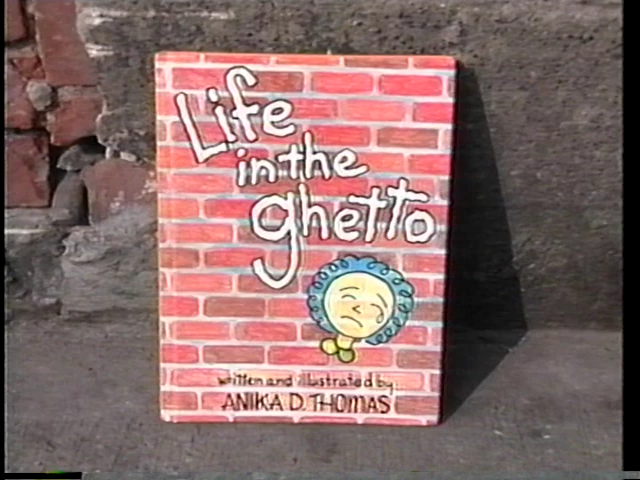 Life
in the
ghetto
written and illustrated by
ANIKA D. THOMAS